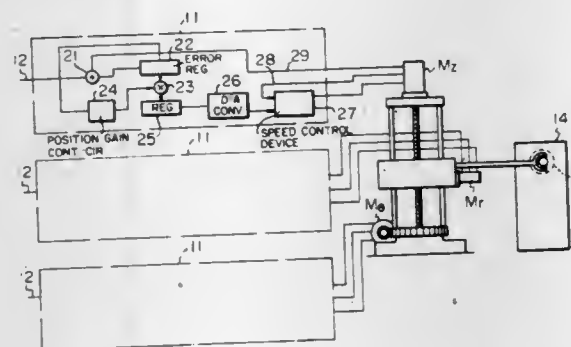 11
22
29
ERROR
REG
28
21
26
12
23
24
REG
D-A
CONV
27
Mz
POSITION GAIN
CONT CIR
25
SPEED CONTROL
DEVICE
11
14
12
Mr
Mθ
11
12